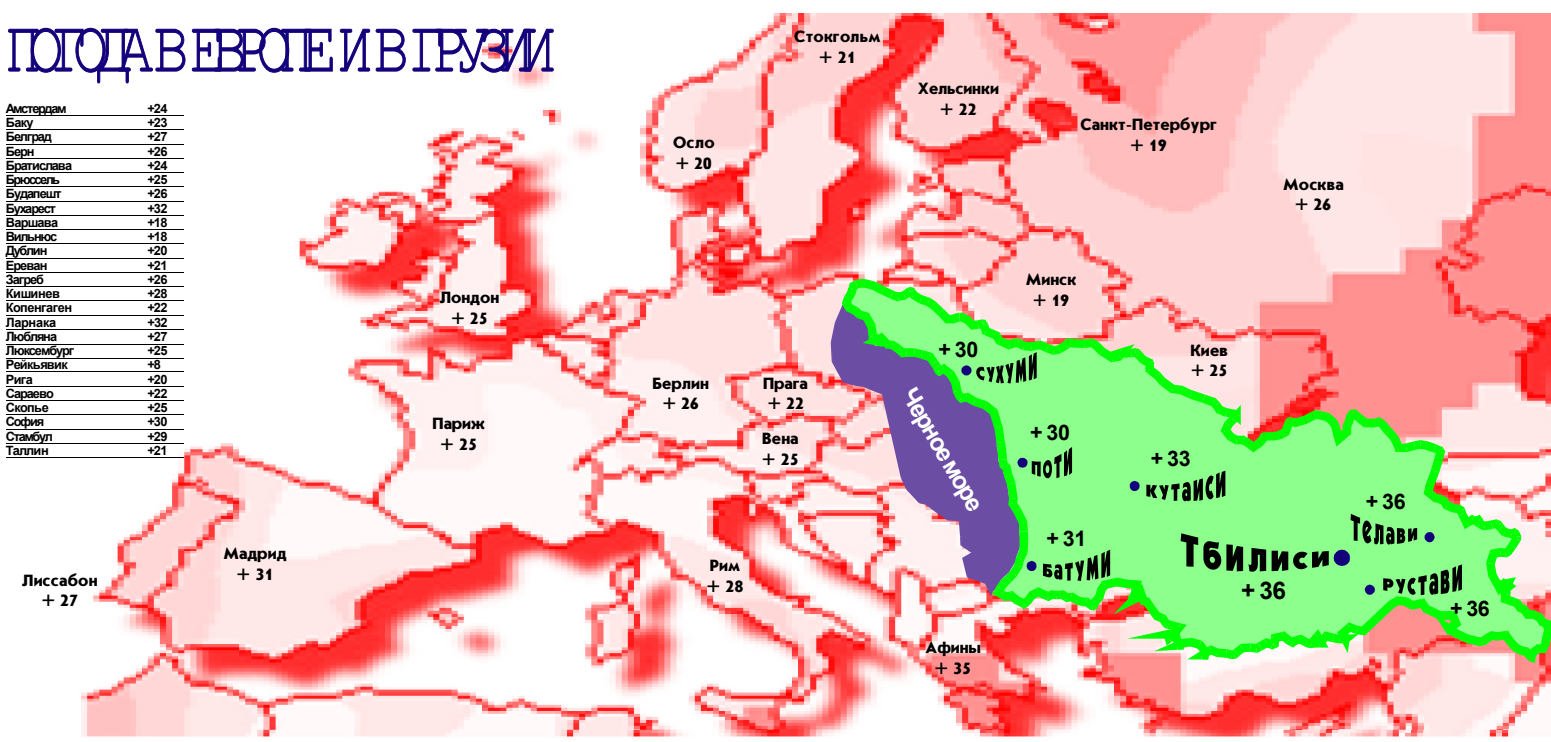 ПОГОДА В ЕВРОПЕ И В ГРУЗИИ
Амстердам +24
Баку +23
Белград +27
Берн +26
Братислава +24
Брюссель +25
Будапешт +26
Бухарест +32
Варшава +18
Вильнюс +18
Дублин +20
Ереван +21
Загреб +26
Кишинев +28
Копенгаген +22
Ларнака +32
Любляна +27
Люксембург +25
Рейкьявик +8
Рига +20
Сараево +22
Скопье +25
София +30
Стамбул +29
Таллин +21
Стокгольм
+ 21
Хельсинки
+ 22
Санкт-Петербург
+ 19
Осло
+ 20
Москва
+ 26
Минск
+ 19
Лондон
+ 25
Киев
+ 25
Берлин
+ 26
Прага
+ 22
Париж
+ 25
Вена
+ 25
Мадрид
+ 31
Лиссабон
+ 27
Рим
+ 28
Афины
+ 35
Черное море
+ 30
СУХУМИ
+ 30
ПОТИ
+ 33
КУТАИСИ
+ 31
БАТУМИ
+ 36
Телави
Тбилиси
+ 36
РУСТАВИ
+ 36